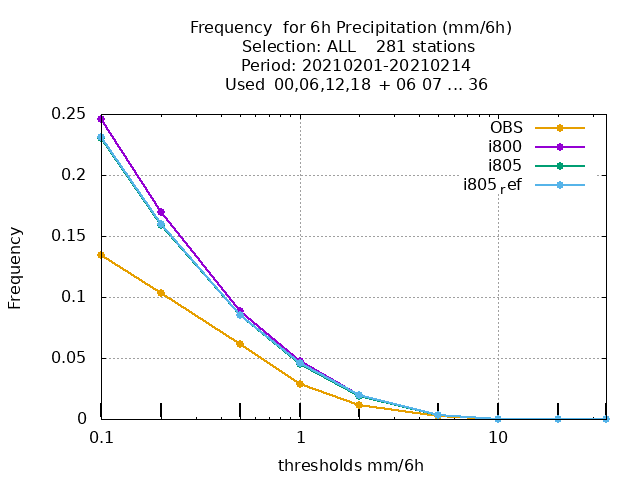 Frequency  for 6h Precipitation (mm/6h)
Selection: ALL    281 stations
Period: 20210201-20210214
Used  00,06,12,18 + 06 07 ... 36
OBS
i800
i805
i805ref
0.25
0.2
0.15
0.1
0.05
0
Frequency
0.1 1 10
thresholds mm/6h